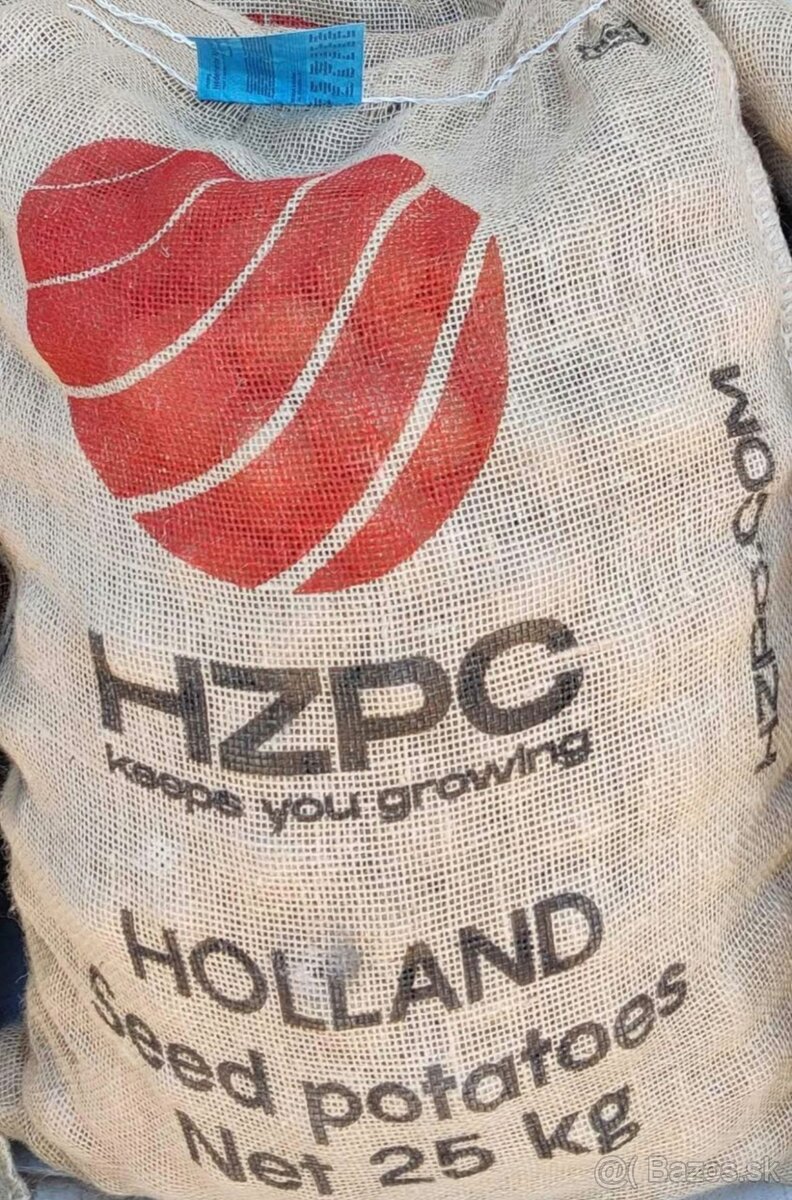 HZPC
keeps you growing
HZPC.COM
HOLLAND
Seed potatoes
Net 25 kg
@( Bazos.sk